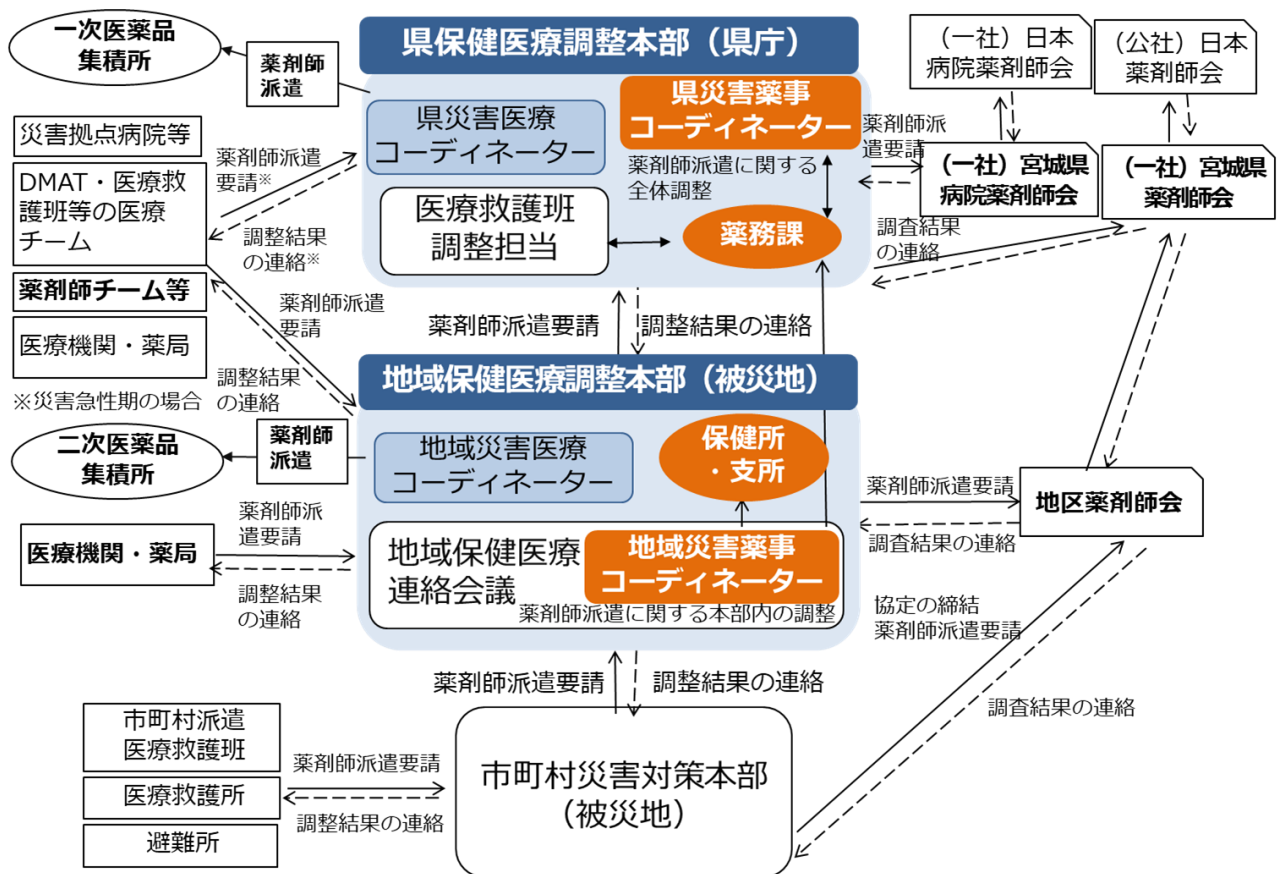 一次医薬品
集積所
薬剤師
派遣
県保健医療調整本部（県庁）
県災害医療
コーディネーター
県災害薬事
コーディネーター
薬剤師派遣に関する
全体調整
医療救護班
調整担当
薬務課
（一社）日本
病院薬剤師会
（公社）日本
薬剤師会
薬剤師派
遣要請
（一社）宮城県
病院薬剤師会
（一社）宮城県
薬剤師会
調査結果
の連絡
災害拠点病院等
DMAT・医療救
護班等の医療
チーム
薬剤師チーム等
医療機関・薬局
※災害急性期の場合
薬剤師派遣
要請※
調整結果
の連絡※
薬剤師派遣
要請
調整結果
の連絡
薬剤師派遣要請
調整結果の連絡
地域保健医療調整本部（被災地）
二次医薬品
集積所
薬剤師
派遣
地域災害医療
コーディネーター
保健所
・支所
地域保健医療
連絡会議
地域災害薬事
コーディネーター
薬剤師派遣に関する本部内の調整
医療機関・薬局
薬剤師派
遣要請
調整結果
の連絡
薬剤師派遣要請
調査結果の連絡
地区薬剤師会
協定の締結
薬剤師派遣要請
調査結果の連絡
薬剤師派遣要請
調整結果の連絡
市町村派遣
医療救護班
医療救護所
避難所
薬剤師派遣要請
調整結果の連絡
市町村災害対策本部
（被災地）